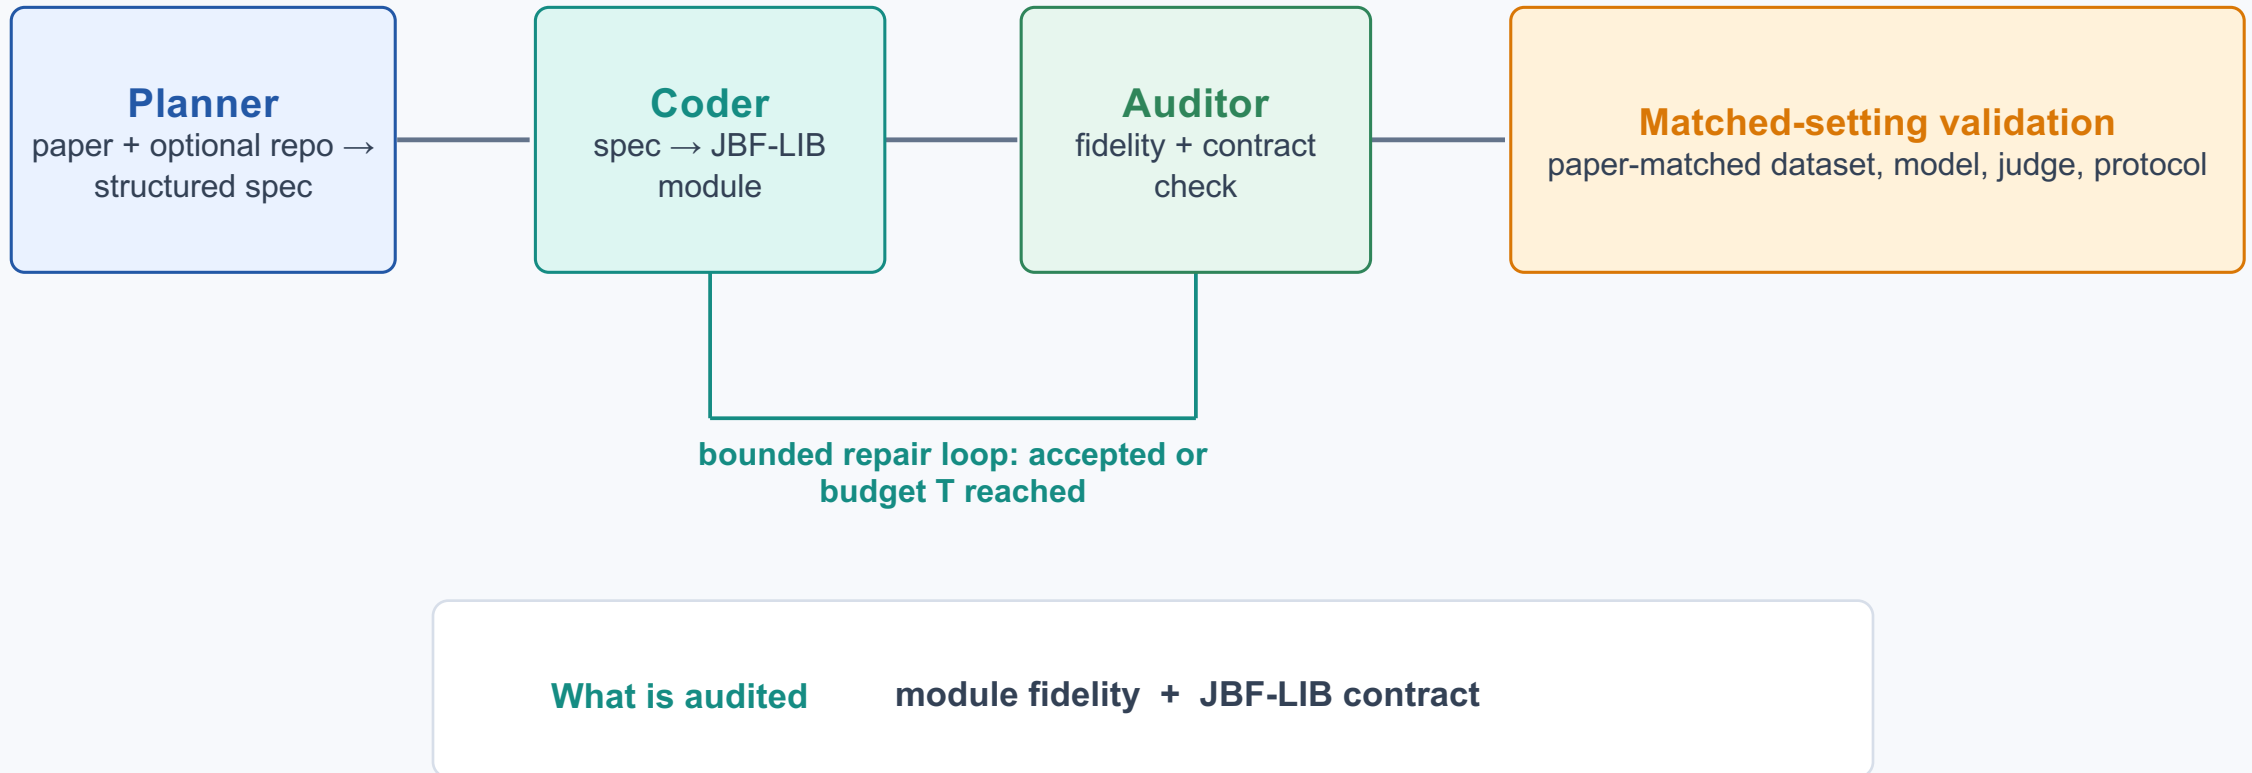 Planner
paper + optional repo →
structured spec
Coder
spec → JBF-LIB
module
Auditor
fidelity + contract
check
Matched-setting validation
paper-matched dataset, model, judge, protocol
bounded repair loop: accepted or
budget T reached
What is audited module fidelity + JBF-LIB contract